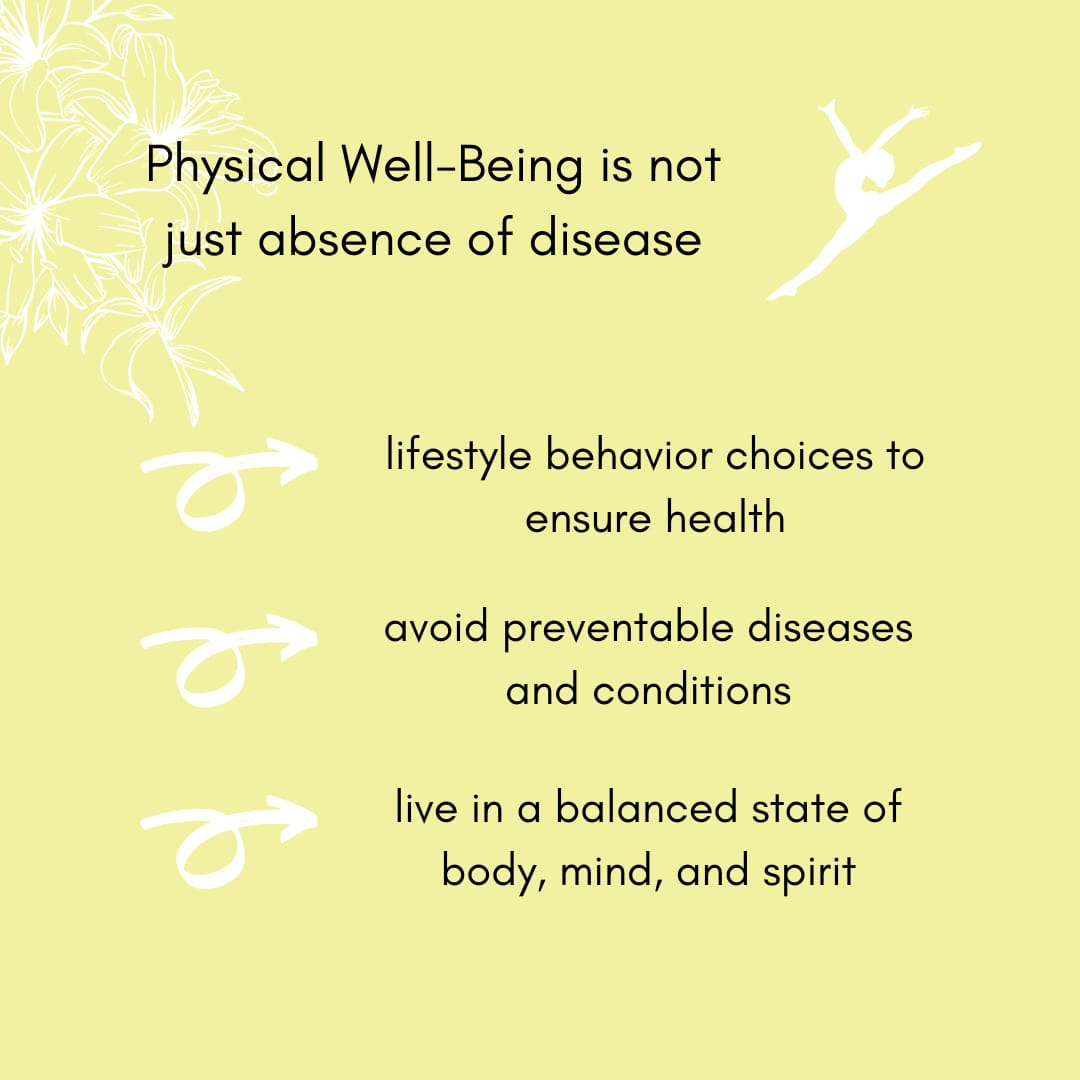 Physical Well-Being is not
just absence of disease
lifestyle behavior choices to
ensure health
avoid preventable diseases
and conditions
live in a balanced state of
body, mind, and spirit